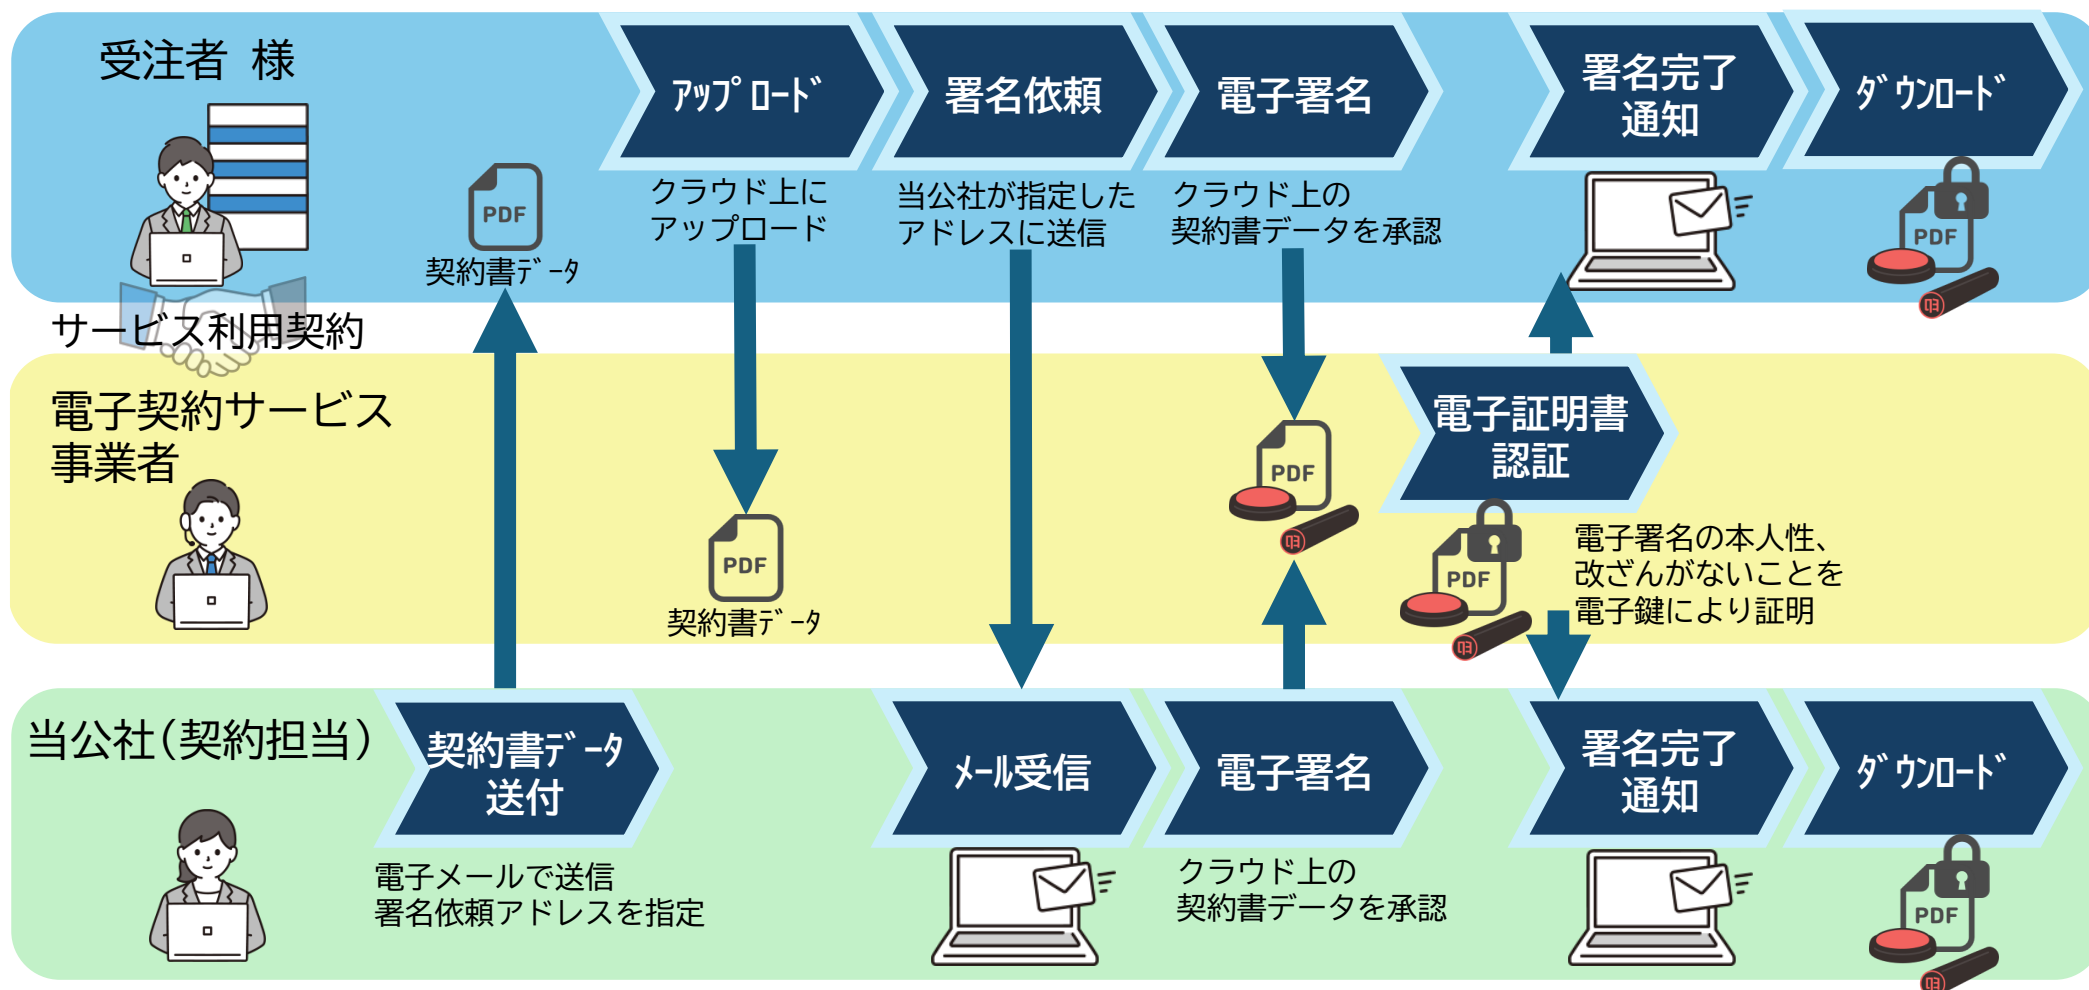 受注者 様
ｱｯﾌﾟﾛｰﾄﾞ
署名依頼
電子署名
署名完了
通知
ﾀﾞｳﾝﾛｰﾄﾞ
PDF
契約書ﾃﾞｰﾀ
クラウド上に
アップロード
当公社が指定した
アドレスに送信
クラウド上の
契約書データを承認
PDF
印
サービス利用契約
電子契約サービス
事業者
PDF
契約書ﾃﾞｰﾀ
PDF
印
電子証明書
認証
PDF
印
電子署名の本人性、
改ざんがないことを
電子鍵により証明
当公社(契約担当)
契約書ﾃﾞｰﾀ
送付
電子メールで送信
署名依頼アドレスを指定
ﾒｰﾙ受信
電子署名
クラウド上の
契約書データを承認
署名完了
通知
ﾀﾞｳﾝﾛｰﾄﾞ
PDF
印